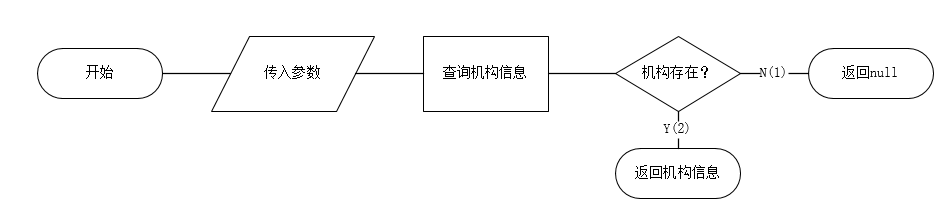 开始
传入参数
查询机构信息
机构存在？
N(1)
返回null
Y(2)
返回机构信息